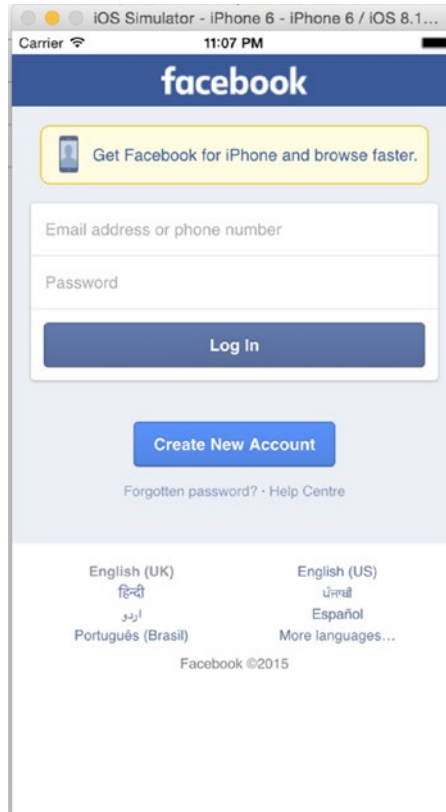 iOS Simulator - iPhone 6 - iPhone 6 / iOS 8.1...
Carrier 11:07 PM
facebook
Get Facebook for iPhone and browse faster.
Email address or phone number
Password
Log In
Create New Account
Forgotten password? · Help Centre
English (UK) English (US)
हिन्दी ਪੰਜਾਬੀ
اردو Español
Português (Brasil) More languages...
Facebook ©2015